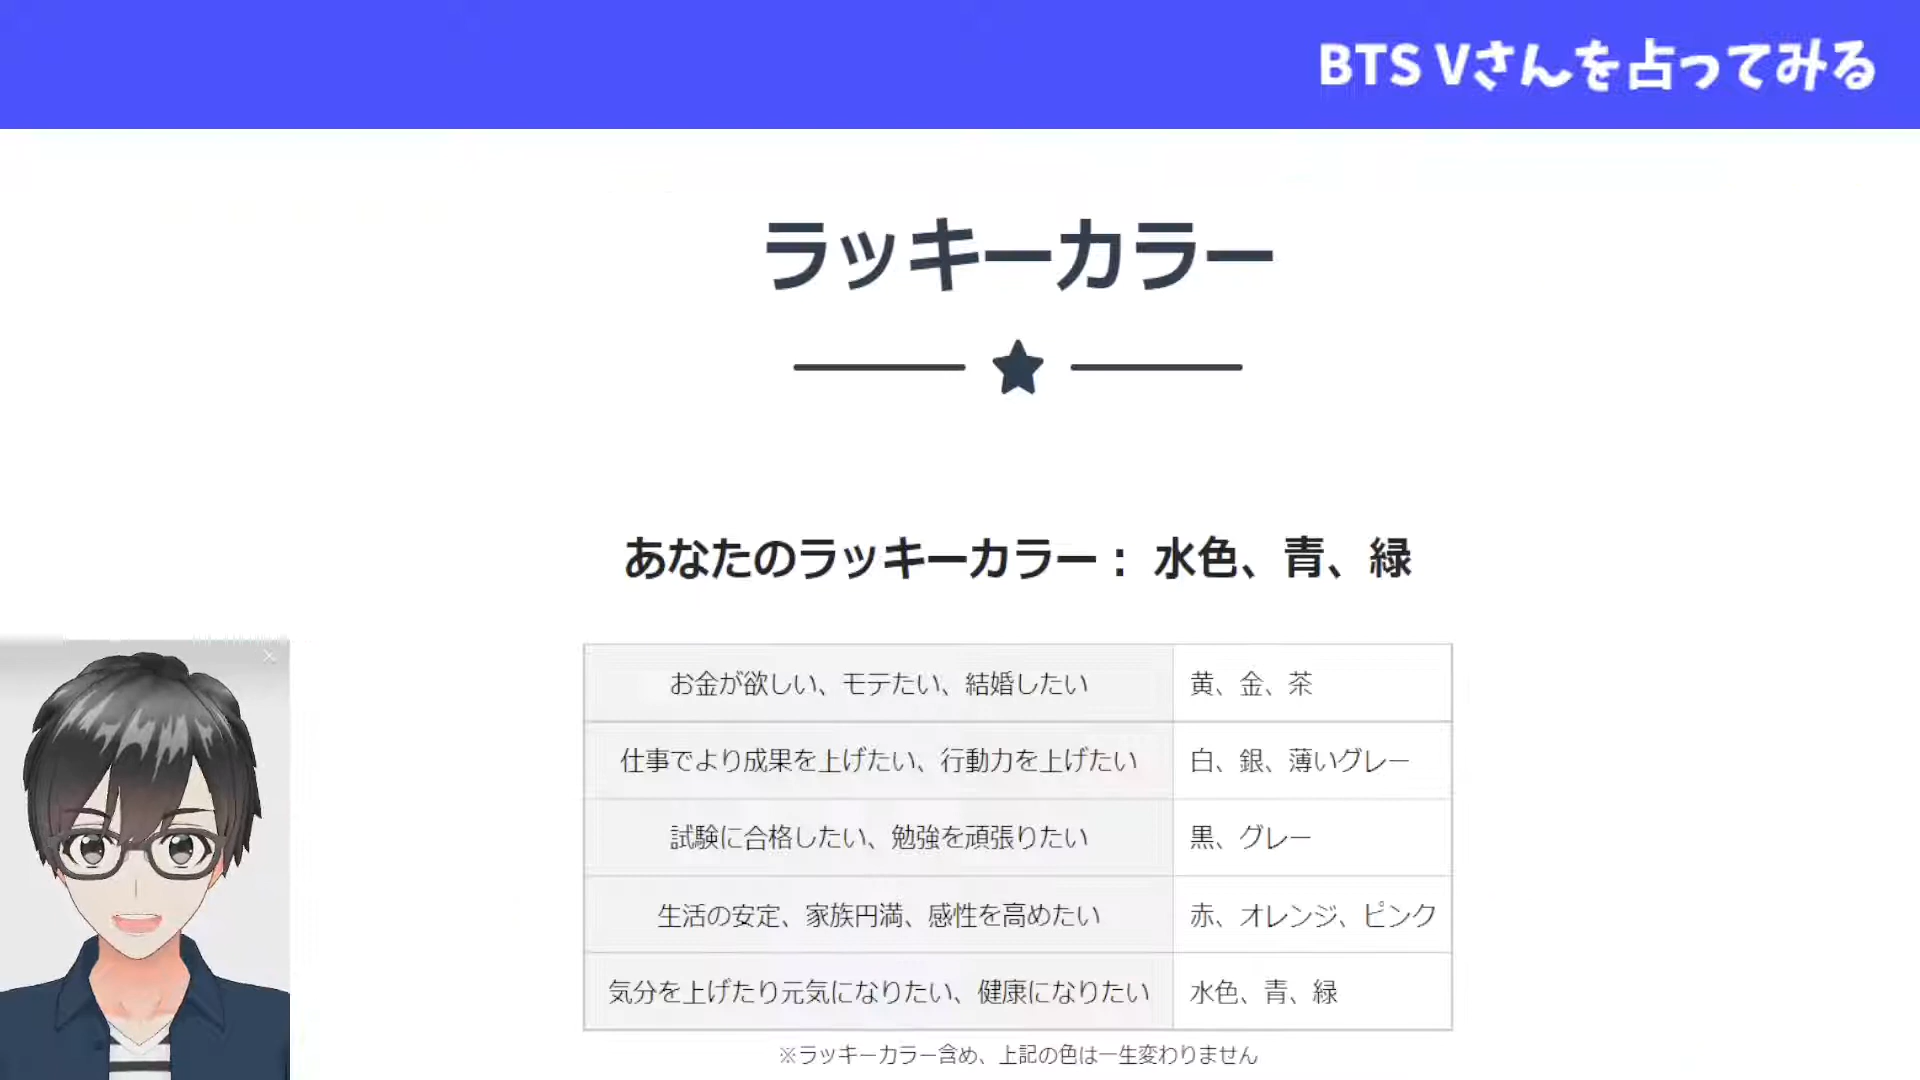 BTS Vさんを占ってみる
ラッキーカラー
あなたのラッキーカラー： 水色、青、緑
お金が欲しい、モテたい、結婚したい 黄、金、茶
仕事でより成果を上げたい、行動力を上げたい 白、銀、薄いグレー
試験に合格したい、勉強を頑張りたい 黒、グレー
生活の安定、家族円満、感性を高めたい 赤、オレンジ、ピンク
気分を上げたり元気になりたい、健康になりたい 水色、青、緑
※ラッキーカラー含め、上記の色は一生変わりません